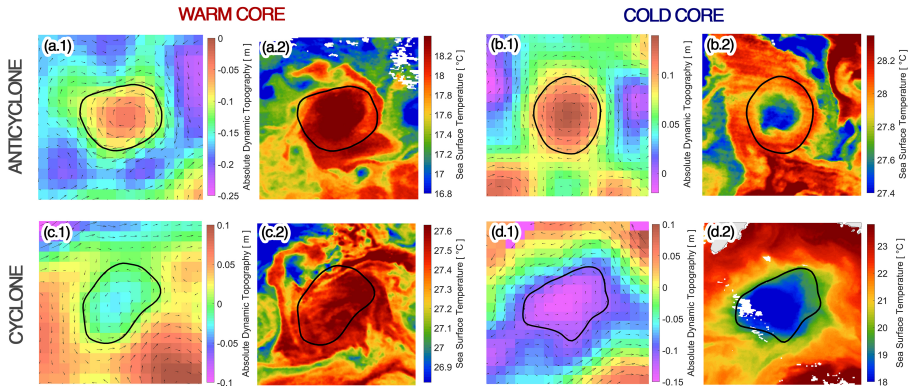 WARM CORE
COLD CORE
ANTICYCLONE
(a.1)
0
-0.05
-0.1
-0.15
-0.2
-0.25
Absolute Dynamic Topography [ m ]
(a.2)
18.2
18
17.8
17.6
17.4
17.2
17
16.8
Sea Surface Temperature [ °C ]
(b.1)
0.1
0.05
0
Absolute Dynamic Topography [ m ]
(b.2)
28.2
28
27.8
27.6
27.4
Sea Surface Temperature [ °C ]
CYCLONE
(c.1)
0.1
0.05
0
-0.05
-0.1
Absolute Dynamic Topography [ m ]
(c.2)
27.6
27.5
27.4
27.3
27.2
27.1
27
26.9
Sea Surface Temperature [ °C ]
(d.1)
0.1
0.05
0
-0.05
-0.10
-0.15
Absolute Dynamic Topography [ m ]
(d.2)
23
22
21
20
19
18
Sea Surface Temperature [ °C ]